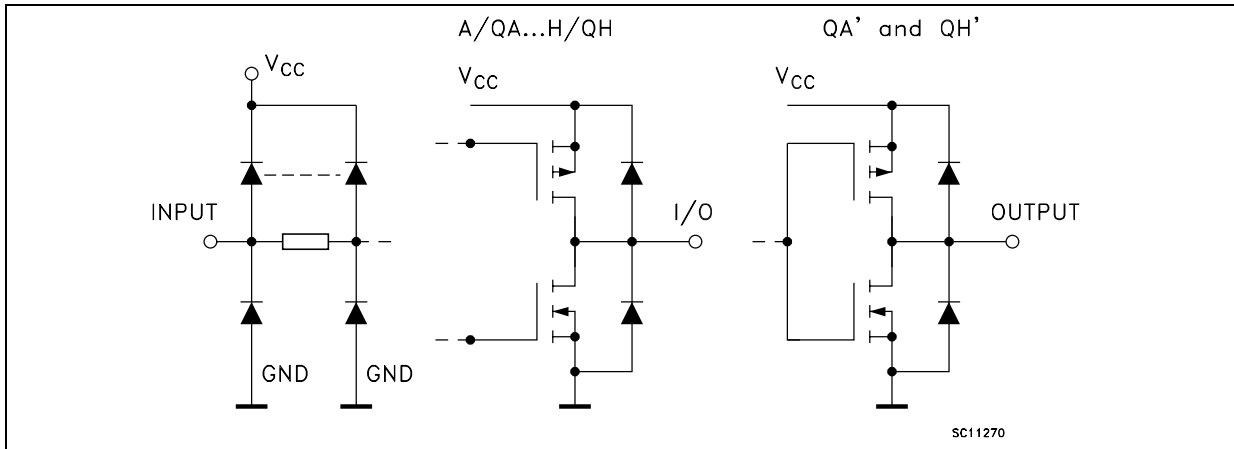 A/QA...H/QH
QA' and QH'
VCC
VCC
VCC
INPUT
I/O
OUTPUT
GND
GND
SC11270